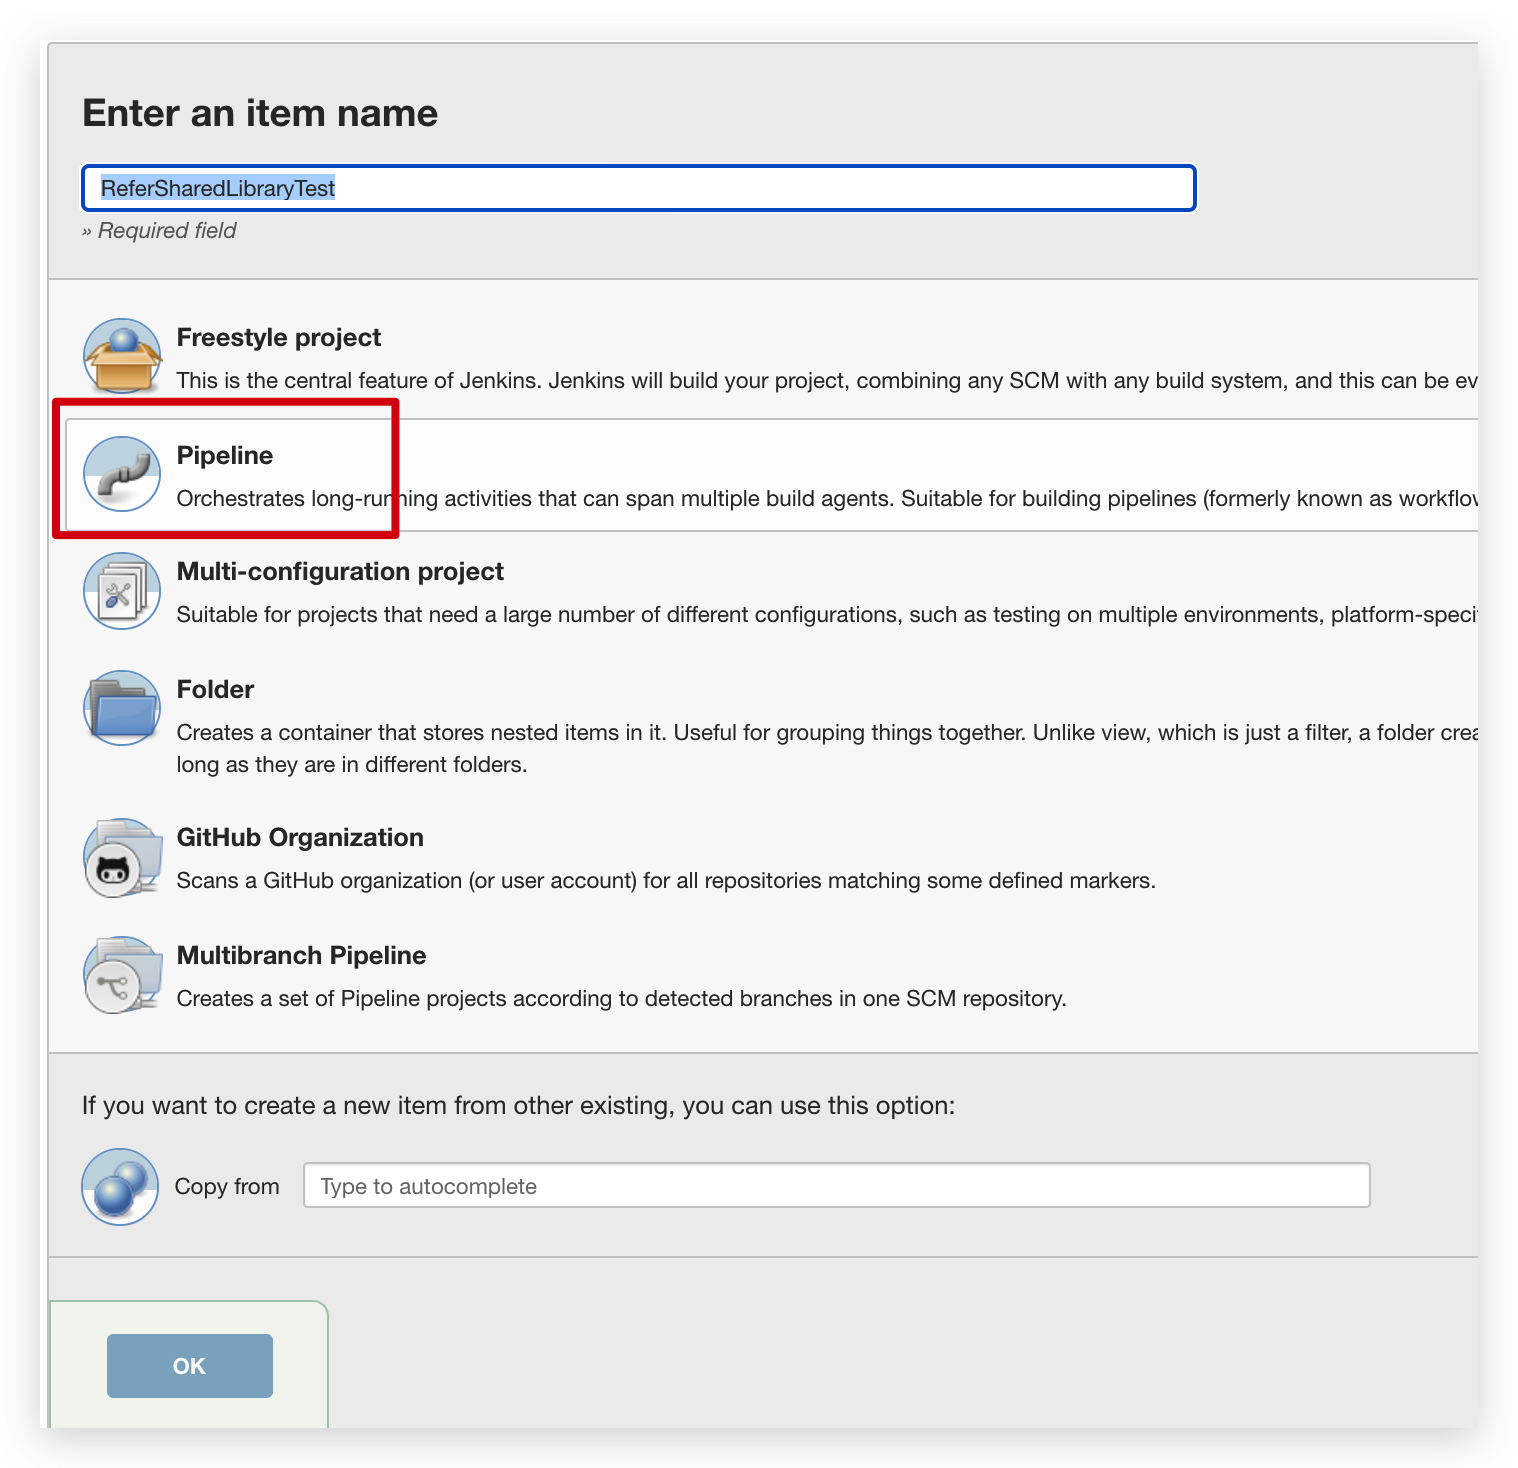 Enter an item name
ReferSharedLibraryTest
» Required field
Freestyle project
This is the central feature of Jenkins. Jenkins will build your project, combining any SCM with any build system, and this can be ev
Pipeline
Orchestrates long-running activities that can span multiple build agents. Suitable for building pipelines (formerly known as workflow
Multi-configuration project
Suitable for projects that need a large number of different configurations, such as testing on multiple environments, platform-speci
Folder
Creates a container that stores nested items in it. Useful for grouping things together. Unlike view, which is just a filter, a folder crea
long as they are in different folders.
GitHub Organization
Scans a GitHub organization (or user account) for all repositories matching some defined markers.
Multibranch Pipeline
Creates a set of Pipeline projects according to detected branches in one SCM repository.
If you want to create a new item from other existing, you can use this option:
Copy from
Type to autocomplete
OK